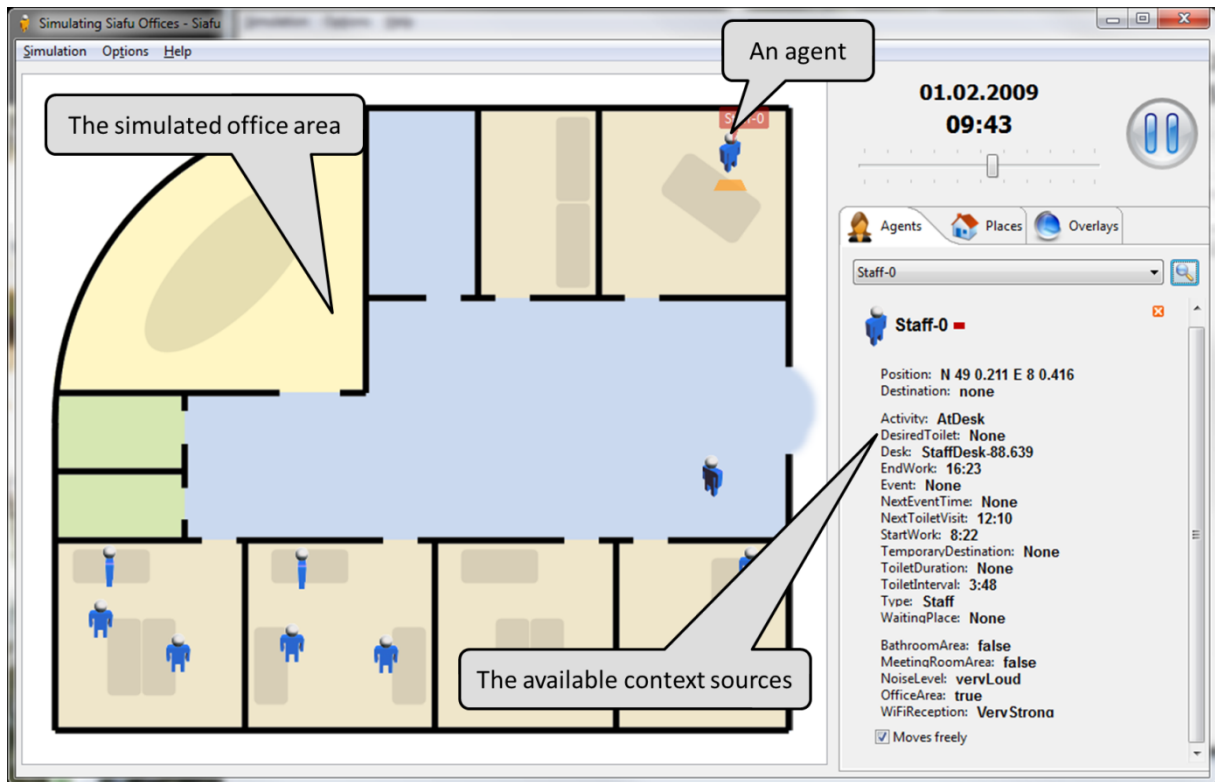 Simulating Siafu Offices - Siafu
Simulation Options Help
An agent
The simulated office area
Staff-0
01.02.2009
09:43
Agents Places Overlays
Staff-0
Staff-0
Position: N 49 0.211 E 8 0.416
Destination: none
Activity: AtDesk
DesiredToilet: None
Desk: StaffDesk-88.639
EndWork: 16:23
Event: None
NextEventTime: None
NextToiletVisit: 12:10
StartWork: 8:22
TemporaryDestination: None
ToiletDuration: None
ToiletInterval: 3:48
Type: Staff
WaitingPlace: None
BathroomArea: false
MeetingRoomArea: false
NoiseLevel: veryLoud
OfficeArea: true
WiFiReception: VeryStrong
Moves freely
The available context sources